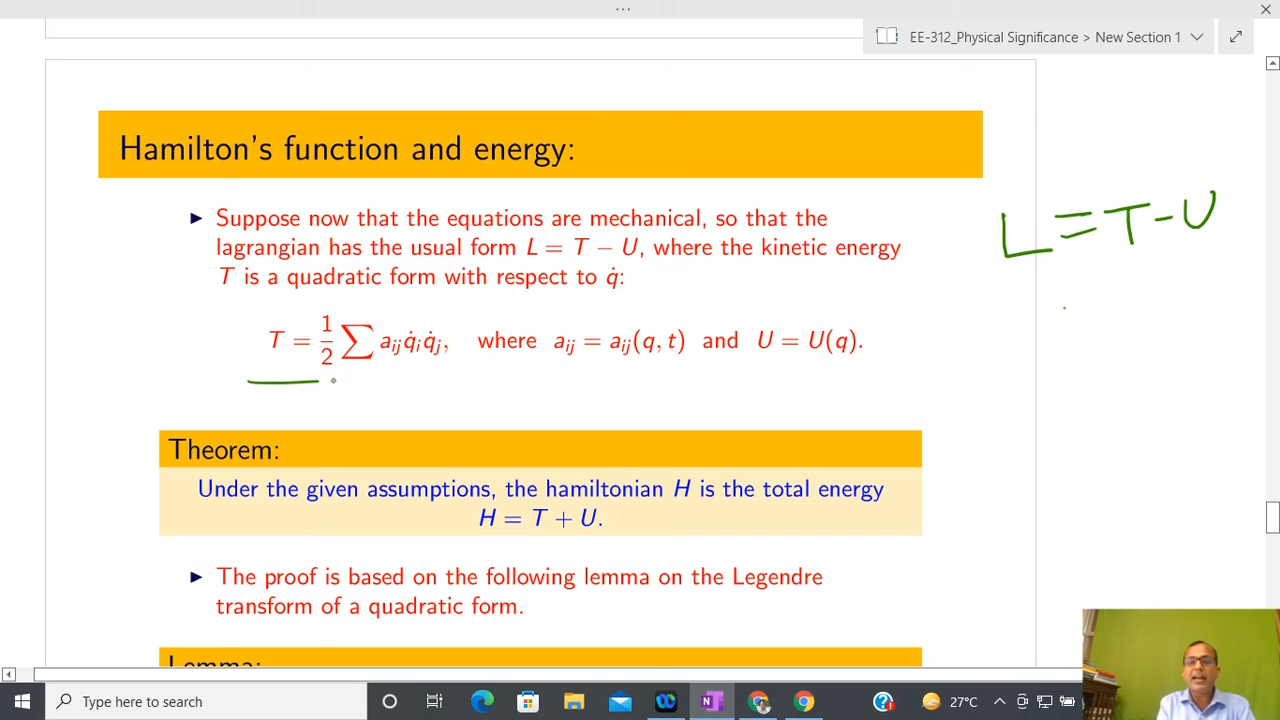 EE-312_Physical Significance > New Section 1
Hamilton's function and energy:
▶ Suppose now that the equations are mechanical, so that the
lagrangian has the usual form L = T − U, where the kinetic energy
T is a quadratic form with respect to q̇:
L = T - U
T = 1/2 ∑ aᵢⱼq̇ᵢq̇ⱼ, where aᵢⱼ = aᵢⱼ(q, t) and U = U(q).
Theorem:
Under the given assumptions, the hamiltonian H is the total energy
H = T + U.
▶ The proof is based on the following lemma on the Legendre
transform of a quadratic form.
Lemma:
Type here to search
27°C